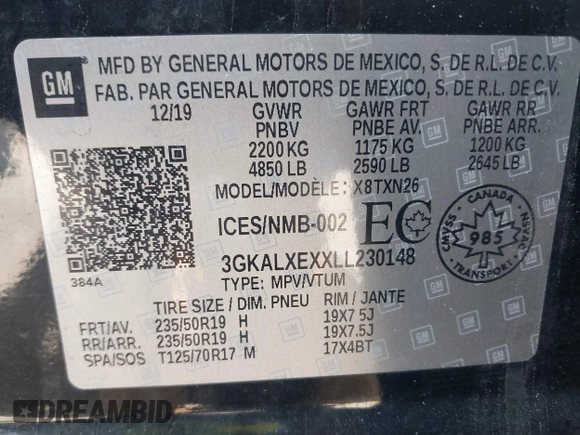 GM
MFD BY GENERAL MOTORS DE MEXICO, S. DE R.L. DE C.V.
FAB. PAR GENERAL MOTORS DE MEXICO, S. DE R.L. DE C.V.
12/19 GVWR GAWR FRT GAWR RR
PNBV PNBE AV. PNBE ARR.
2200 KG 1175 KG 1200 KG
4850 LB 2590 LB 2645 LB
MODEL/MODÈLE: X8TXN26
ICES/NMB-002 EC
CANADA
985
TRANSPORT
SVMAC
NSVAC
3GKALXEXXLL230148
384A
TYPE: MPV/VTUM
TIRE SIZE / DIM. PNEU RIM / JANTE
FRT/AV. 235/50R19 H 19X7.5J
RR/ARR. 235/50R19 H 19X7.5J
SPA/SOS T125/70R17 M 17X4BT
DREAMBID